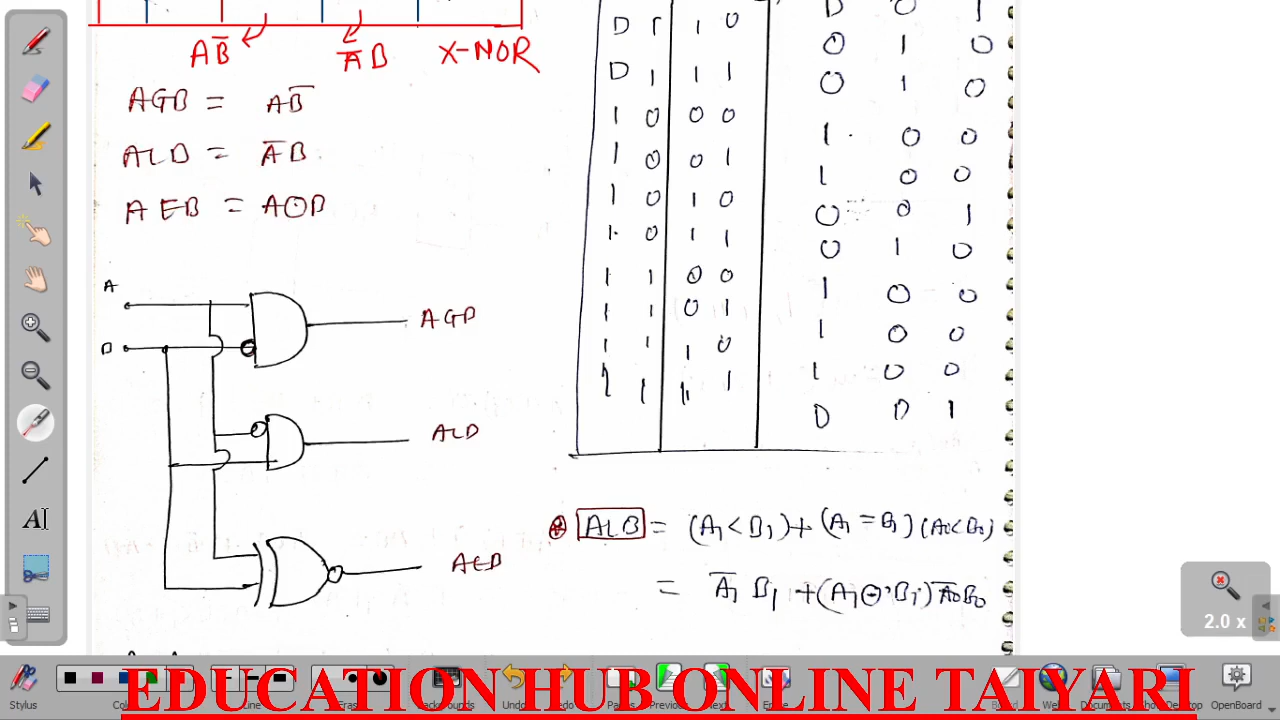 AB̅ A̅B X-NOR
AGB = AB̅
ALB = A̅B
AEB = A⊙B
A
B
AGB
ALB
AEB
0 1 1 0 0 0 1
0 1 1 1 0 1 0
1 0 0 0 0 1 0
1 0 0 1 1 0 0
1 0 1 0 1 0 0
1 0 1 1 0 0 1
1 1 0 0 0 1 0
1 1 0 1 1 0 0
1 1 1 0 1 0 0
1 1 1 1 1 0 0
0 0 1
ALB = (A₁<B₁)+(A₁=B₁)(A₀<B₀)
= A̅₁ B₁ +(A₁⊙B₁)A̅₀B₀
2.0 x
EDUCATION HUB ONLINE TAIYARI
Stylus
OpenBoard